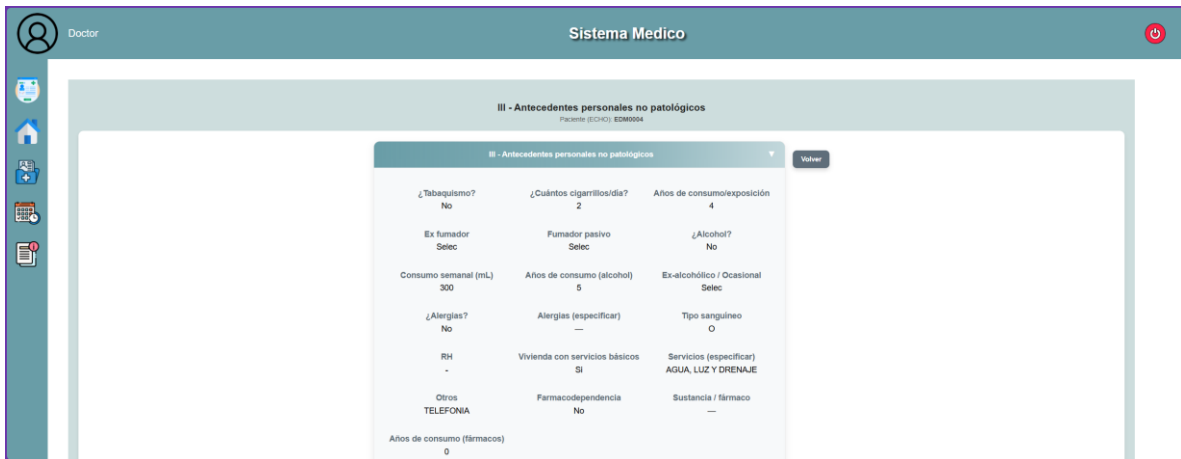 Doctor
Sistema Medico
III - Antecedentes personales no patológicos
Paciente (ECHO): EDM0004
III - Antecedentes personales no patológicos ▼
Volver
¿Tabaquismo? ¿Cuántos cigarrillos/día? Años de consumo/exposición
No 2 4
Ex fumador Fumador pasivo ¿Alcohol?
Selec Selec No
Consumo semanal (mL) Años de consumo (alcohol) Ex-alcohólico / Ocasional
300 5 Selec
¿Alergias? Alergias (especificar) Tipo sanguíneo
No — O
RH Vivienda con servicios básicos Servicios (especificar)
- Si AGUA, LUZ Y DRENAJE
Otros Farmacodependencia Sustancia / fármaco
TELEFONIA No —
Años de consumo (fármacos)
0